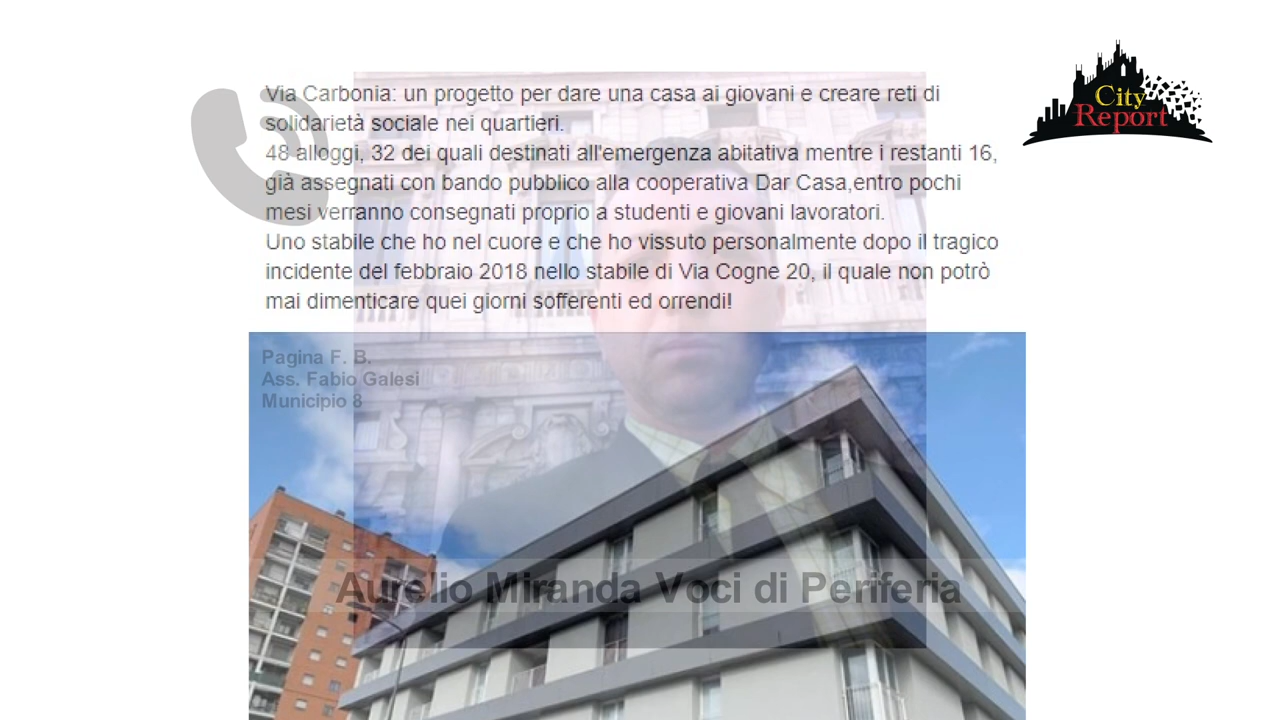 City
Report
Via Carbonia: un progetto per dare una casa ai giovani e creare reti di
solidarietà sociale nei quartieri.
48 alloggi, 32 dei quali destinati all'emergenza abitativa mentre i restanti 16,
già assegnati con bando pubblico alla cooperativa Dar Casa,entro pochi
mesi verranno consegnati proprio a studenti e giovani lavoratori.
Uno stabile che ho nel cuore e che ho vissuto personalmente dopo il tragico
incidente del febbraio 2018 nello stabile di Via Cogne 20, il quale non potrò
mai dimenticare quei giorni sofferenti ed orrendi!
Pagina F. B.
Ass. Fabio Galesi
Municipio 8
Aurelio Miranda Voci di Periferia